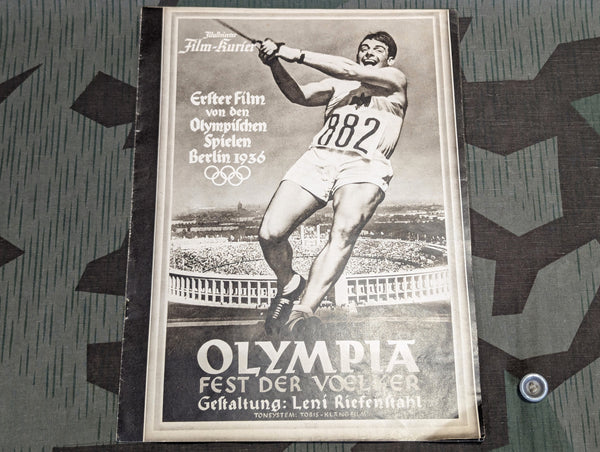 Illustrierter
Film-Kurier
Erster Film
von den
Olympischen
Spielen
Berlin 1936
882
OLYMPIA
FEST DER VOELKER
Gestaltung: Leni Riefenstahl
TONSYSTEM: TOBIS-KLANGFILM